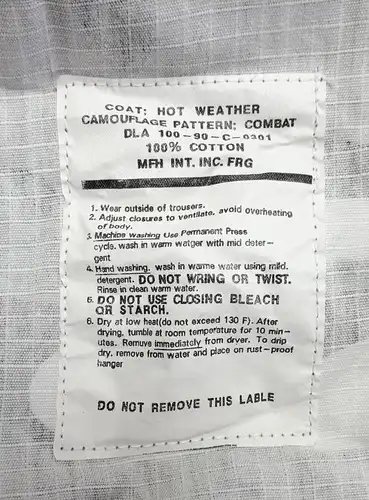 COAT; HOT WEATHER
CAMOUFLAGE PATTERN; COMBAT
DLA 100-90-C-0301
100% COTTON
MFH INT. INC. FRG
1. Wear outside of trousers.
2. Adjust closures to ventilate, avoid overheating
of body.
3. Machine washing Use Permanent Press
cycle. wash in warm watger with mid deter-
gent
4. Hand washing. wash in warme water using mild.
detergent. DO NOT WRING OR TWIST.
Rinse in clean warm water.
5. DO NOT USE CLOSING BLEACH
OR STARCH.
6. Dry at low heat(do not exceed 130 F). After
drying, tumble at room temperature for 10 min-
utes. Remove immediately from dryer. To drip
dry, remove from water and place on rust-proof
hanger
DO NOT REMOVE THIS LABLE